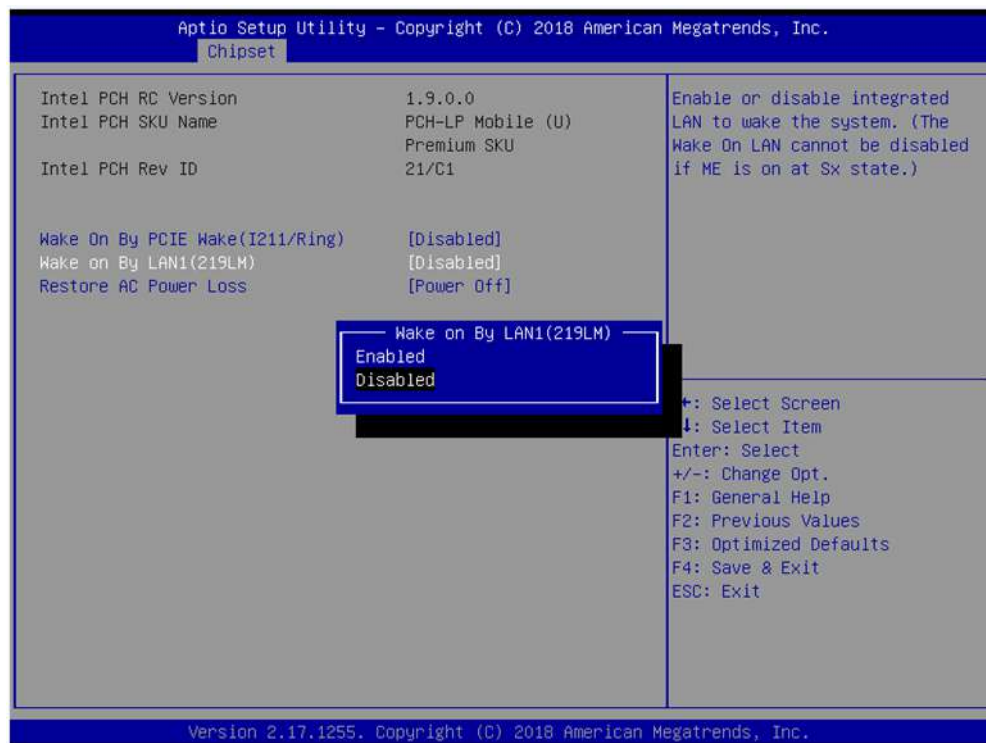 Aptio Setup Utility – Copyright (C) 2018 American Megatrends, Inc.
Chipset
Intel PCH RC Version 1.9.0.0
Intel PCH SKU Name PCH-LP Mobile (U)
Premium SKU
Intel PCH Rev ID 21/C1
Wake On By PCIE Wake(I211/Ring) [Disabled]
Wake on By LAN1(219LM) [Disabled]
Restore AC Power Loss [Power Off]
Wake on By LAN1(219LM)
Enabled
Disabled
Enable or disable integrated
LAN to wake the system. (The
Wake On LAN cannot be disabled
if ME is on at Sx state.)
: Select Screen
↓: Select Item
Enter: Select
+/-: Change Opt.
F1: General Help
F2: Previous Values
F3: Optimized Defaults
F4: Save & Exit
ESC: Exit
Version 2.17.1255. Copyright (C) 2018 American Megatrends, Inc.